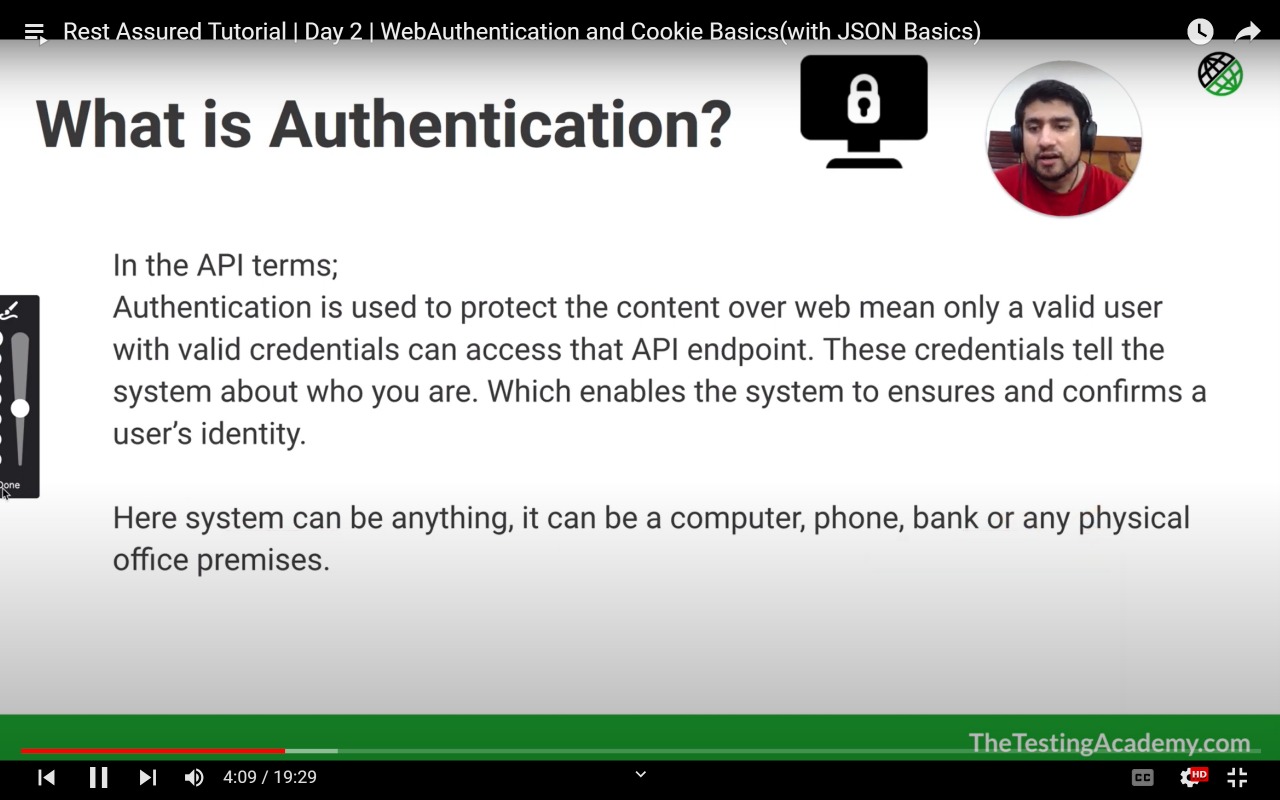 Rest Assured Tutorial | Day 2 | WebAuthentication and Cookie Basics(with JSON Basics)
What is Authentication?
In the API terms;
Authentication is used to protect the content over web mean only a valid user
with valid credentials can access that API endpoint. These credentials tell the
system about who you are. Which enables the system to ensures and confirms a
user’s identity.
Done
Here system can be anything, it can be a computer, phone, bank or any physical
office premises.
TheTestingAcademy.com
4:09 / 19:29
CC
HD